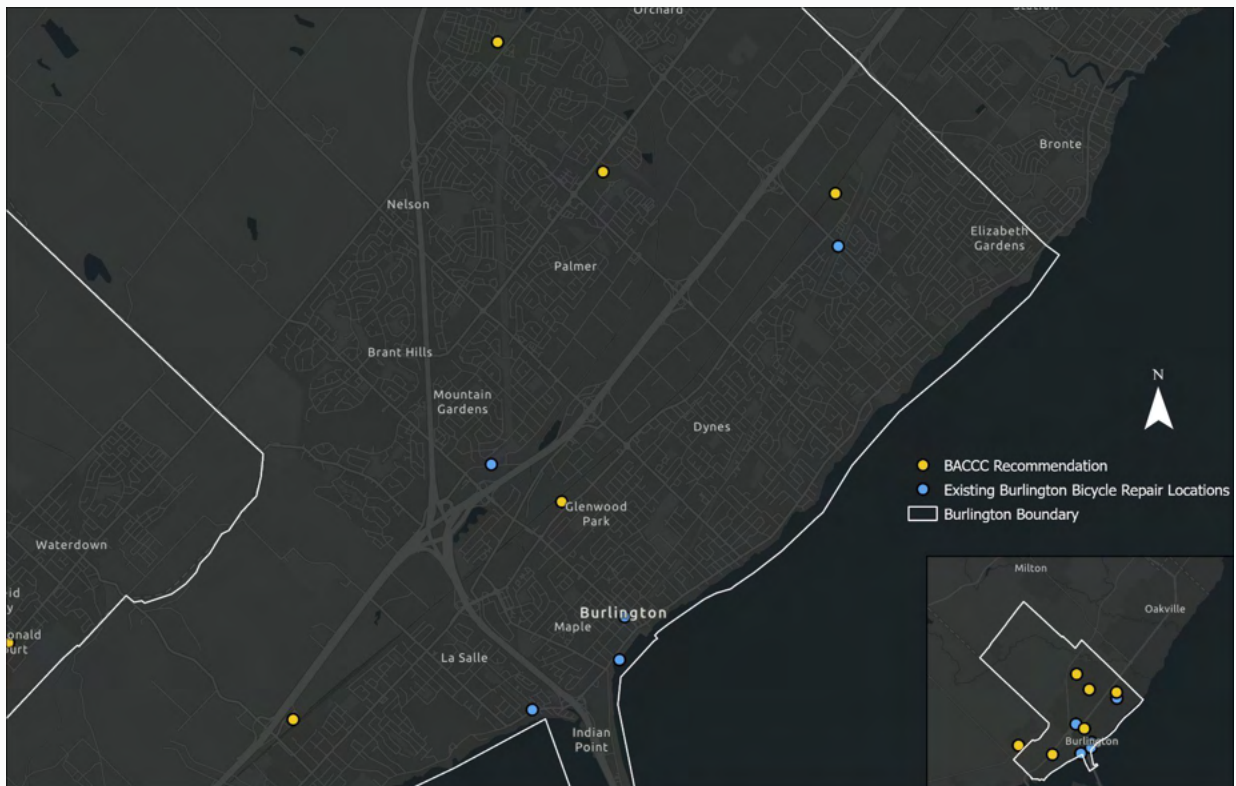 Orchard
Station
Bronte
Nelson
Elizabeth
Gardens
Palmer
Brant Hills
Mountain
Gardens
N
Dynes
BACCC Recommendation
Existing Burlington Bicycle Repair Locations
Burlington Boundary
Glenwood
Park
Waterdown
Burlington
Maple
La Salle
Indian
Point
Milton
Oakville
Burlington